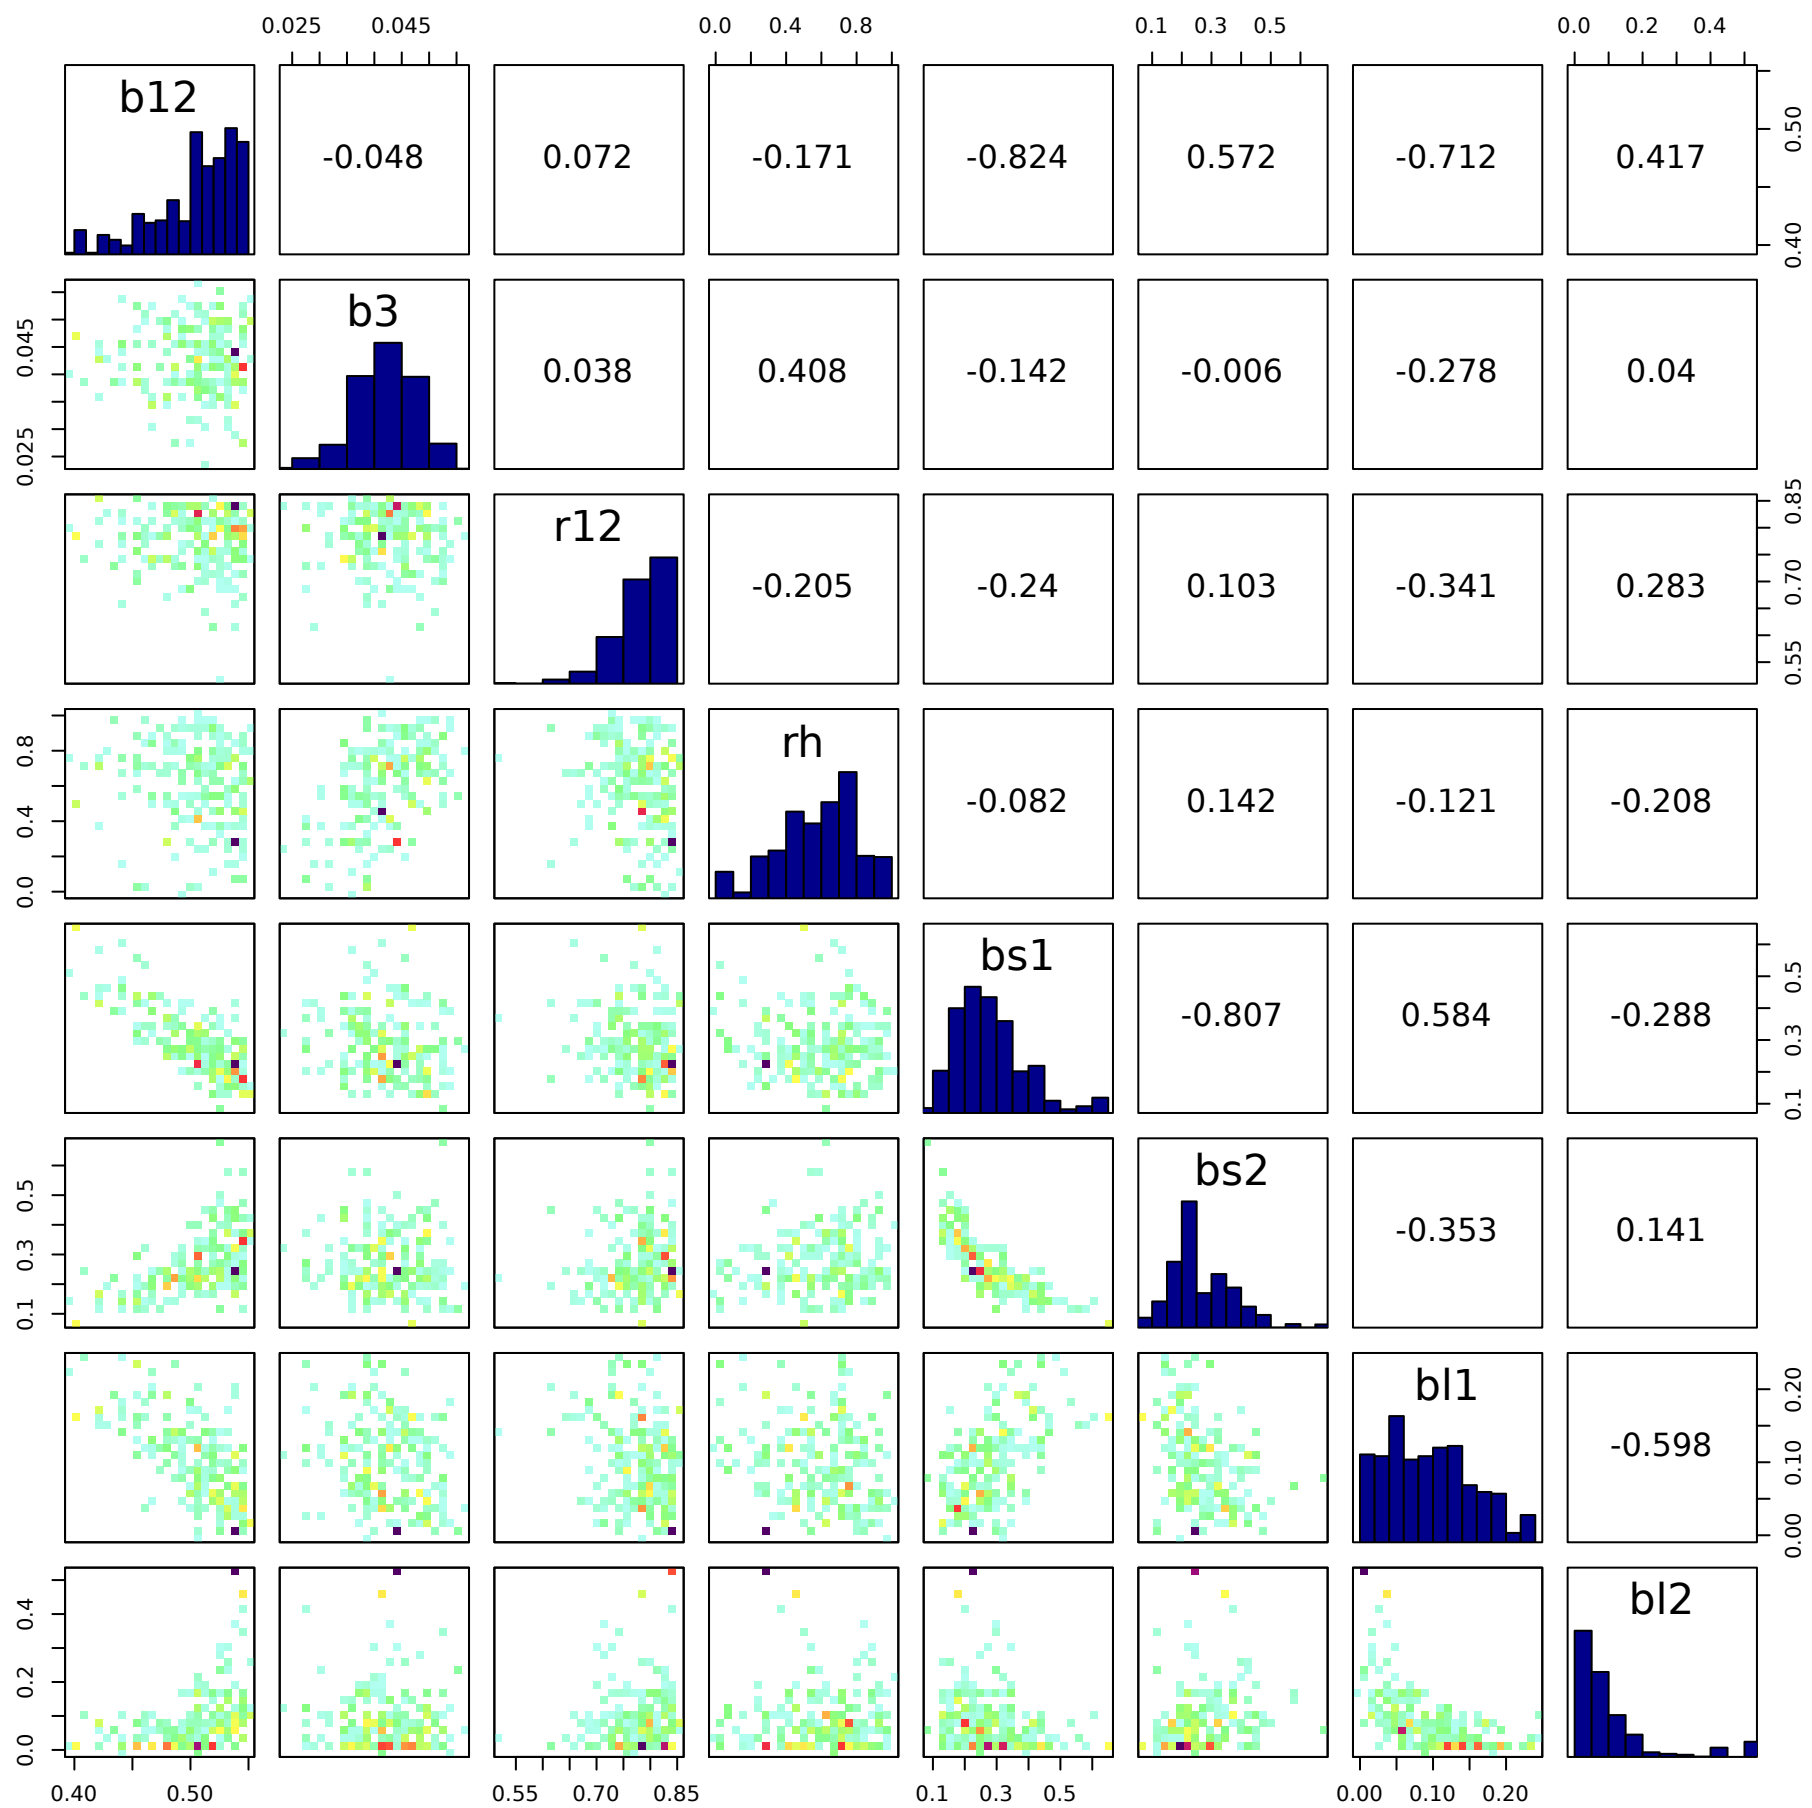 0.025 0.045 0.0 0.4 0.8 0.1 0.3 0.5 0.0 0.2 0.4
b12 -0.048 0.072 -0.171 -0.824 0.572 -0.712 0.417 0.40 0.50
0.025 0.045 b3 0.038 0.408 -0.142 -0.006 -0.278 0.04
r12 -0.205 -0.24 0.103 -0.341 0.283 0.55 0.70 0.85
0.0 0.4 0.8 rh -0.082 0.142 -0.121 -0.208
bs1 -0.807 0.584 -0.288 0.1 0.3 0.5
0.1 0.3 0.5 bs2 -0.353 0.141
bl1 -0.598 0.00 0.10 0.20
0.0 0.2 0.4 bl2
0.40 0.50 0.55 0.70 0.85 0.1 0.3 0.5 0.00 0.10 0.20